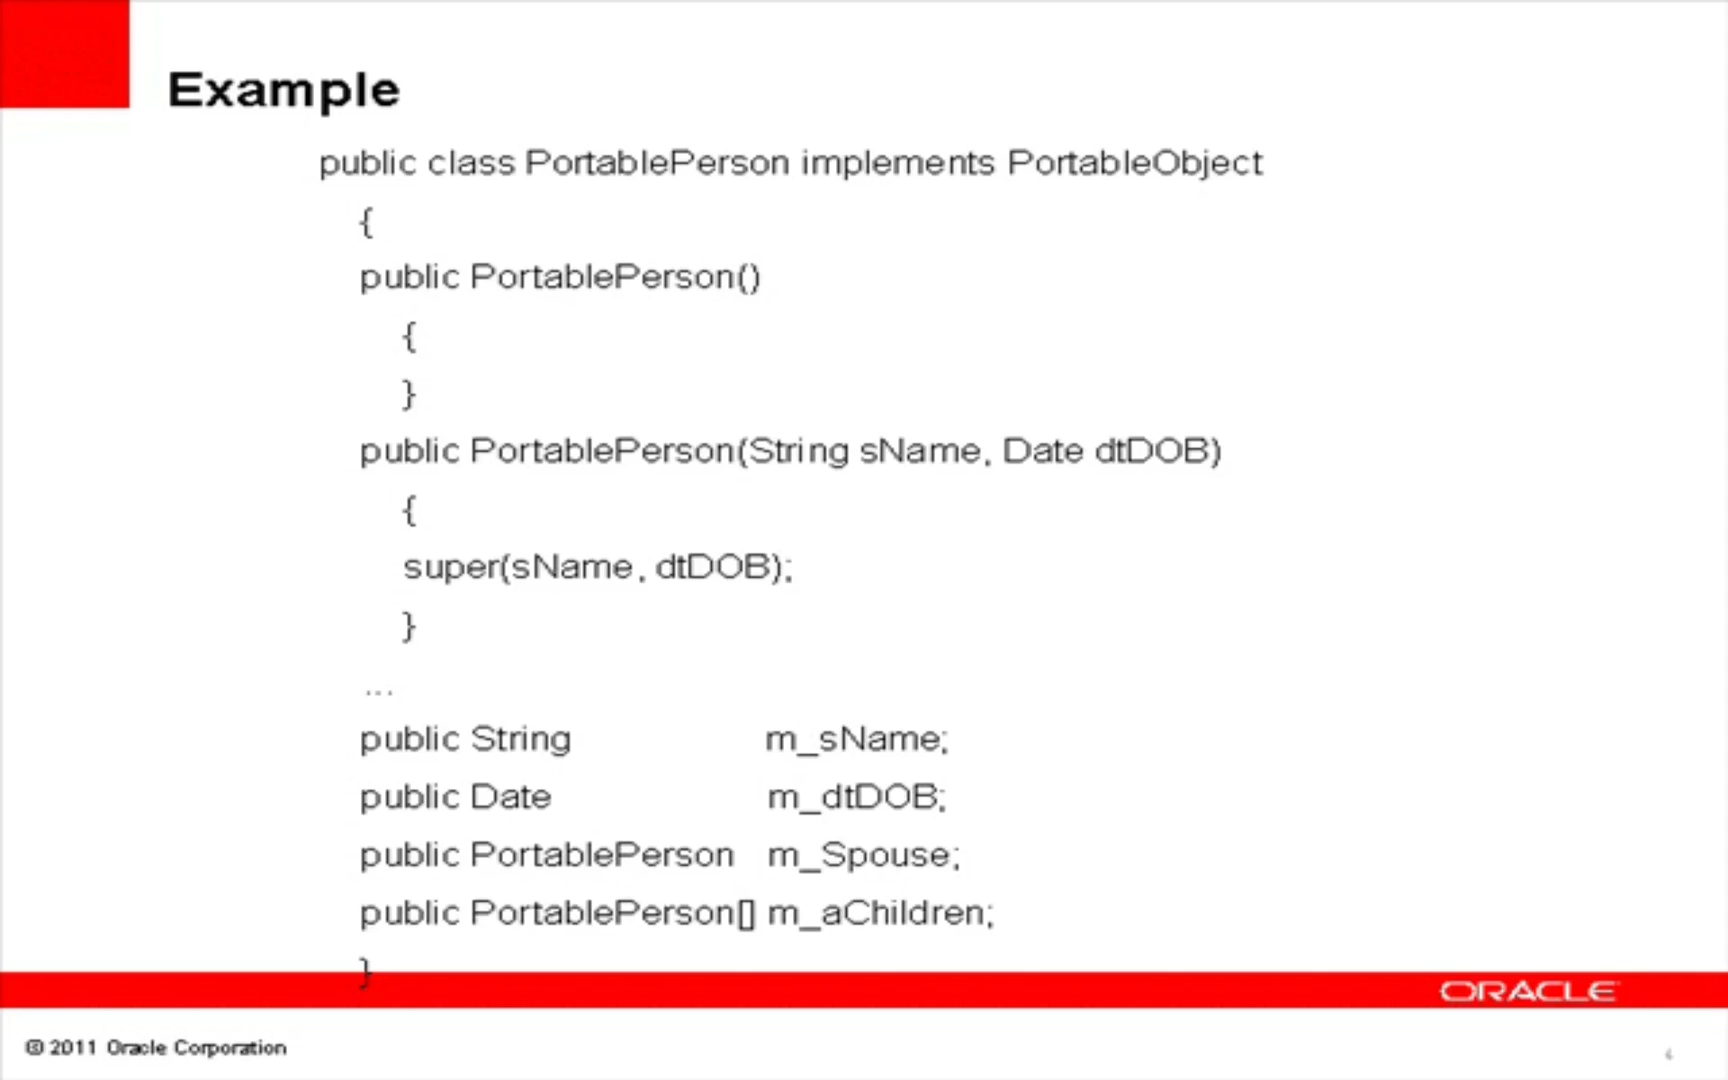 Example
public class PortablePerson implements PortableObject
{
public PortablePerson()
{
}
public PortablePerson(String sName, Date dtDOB)
{
super(sName, dtDOB);
}
...
public String m_sName;
public Date m_dtDOB;
public PortablePerson m_Spouse;
public PortablePerson[] m_aChildren;
}
ORACLE
© 2011 Oracle Corporation